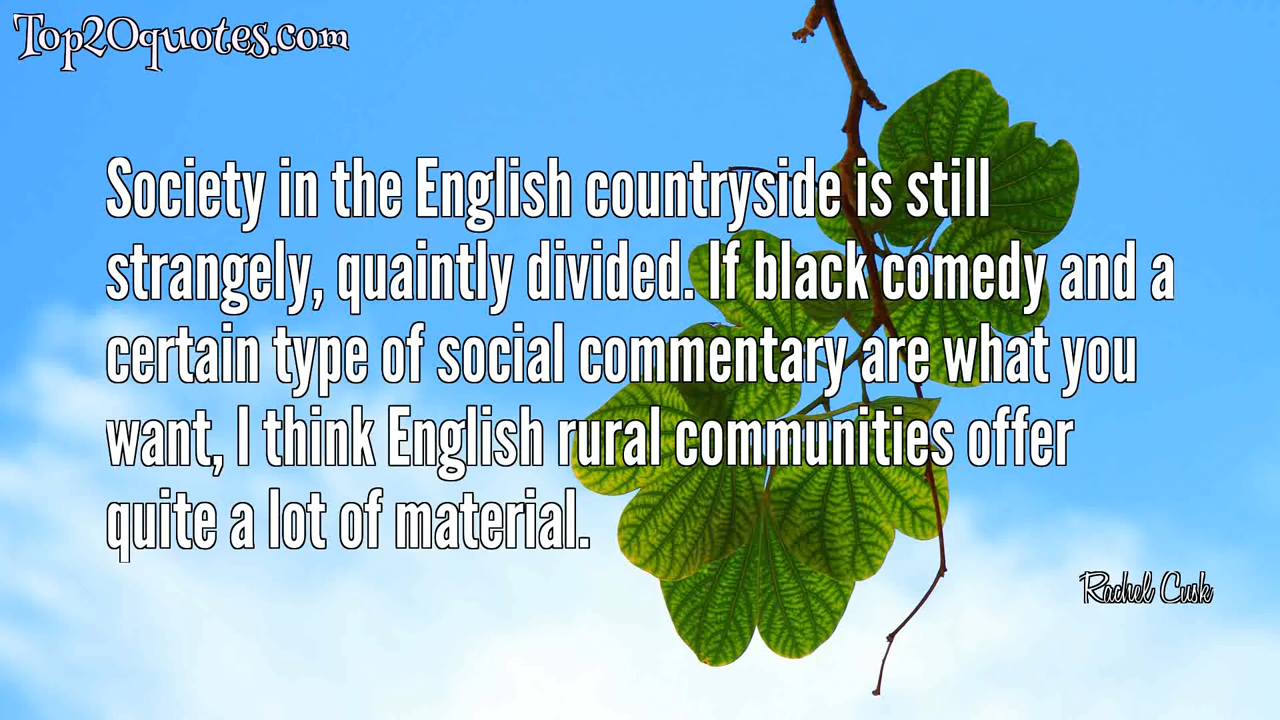 Top20quotes.com
Society in the English countryside is still
strangely, quaintly divided. If black comedy and a
certain type of social commentary are what you
want, I think English rural communities offer
quite a lot of material.
Rachel Cusk